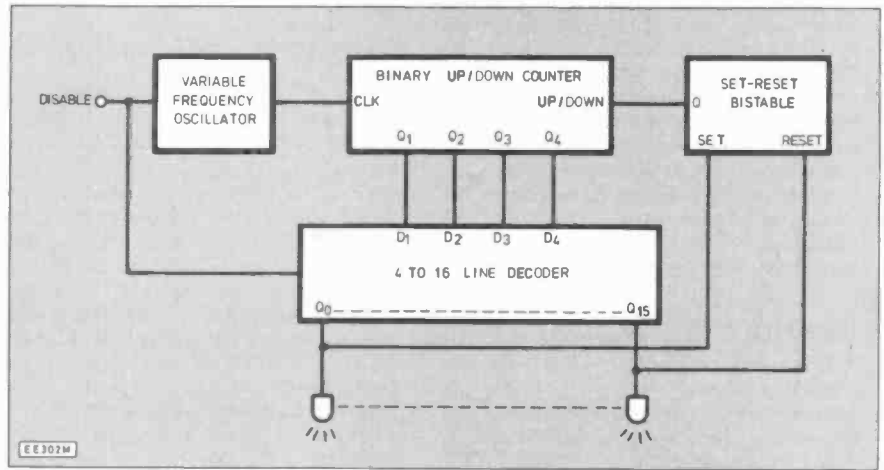 DISABLE
VARIABLE
FREQUENCY
OSCILLATOR
BINARY UP/DOWN COUNTER
CLK
UP/DOWN
Q1 Q2 Q3 Q4
SET-RESET
BISTABLE
Q
SET RESET
D1 D2 D3 D4
4 TO 16 LINE DECODER
Q0 Q15
EE302M